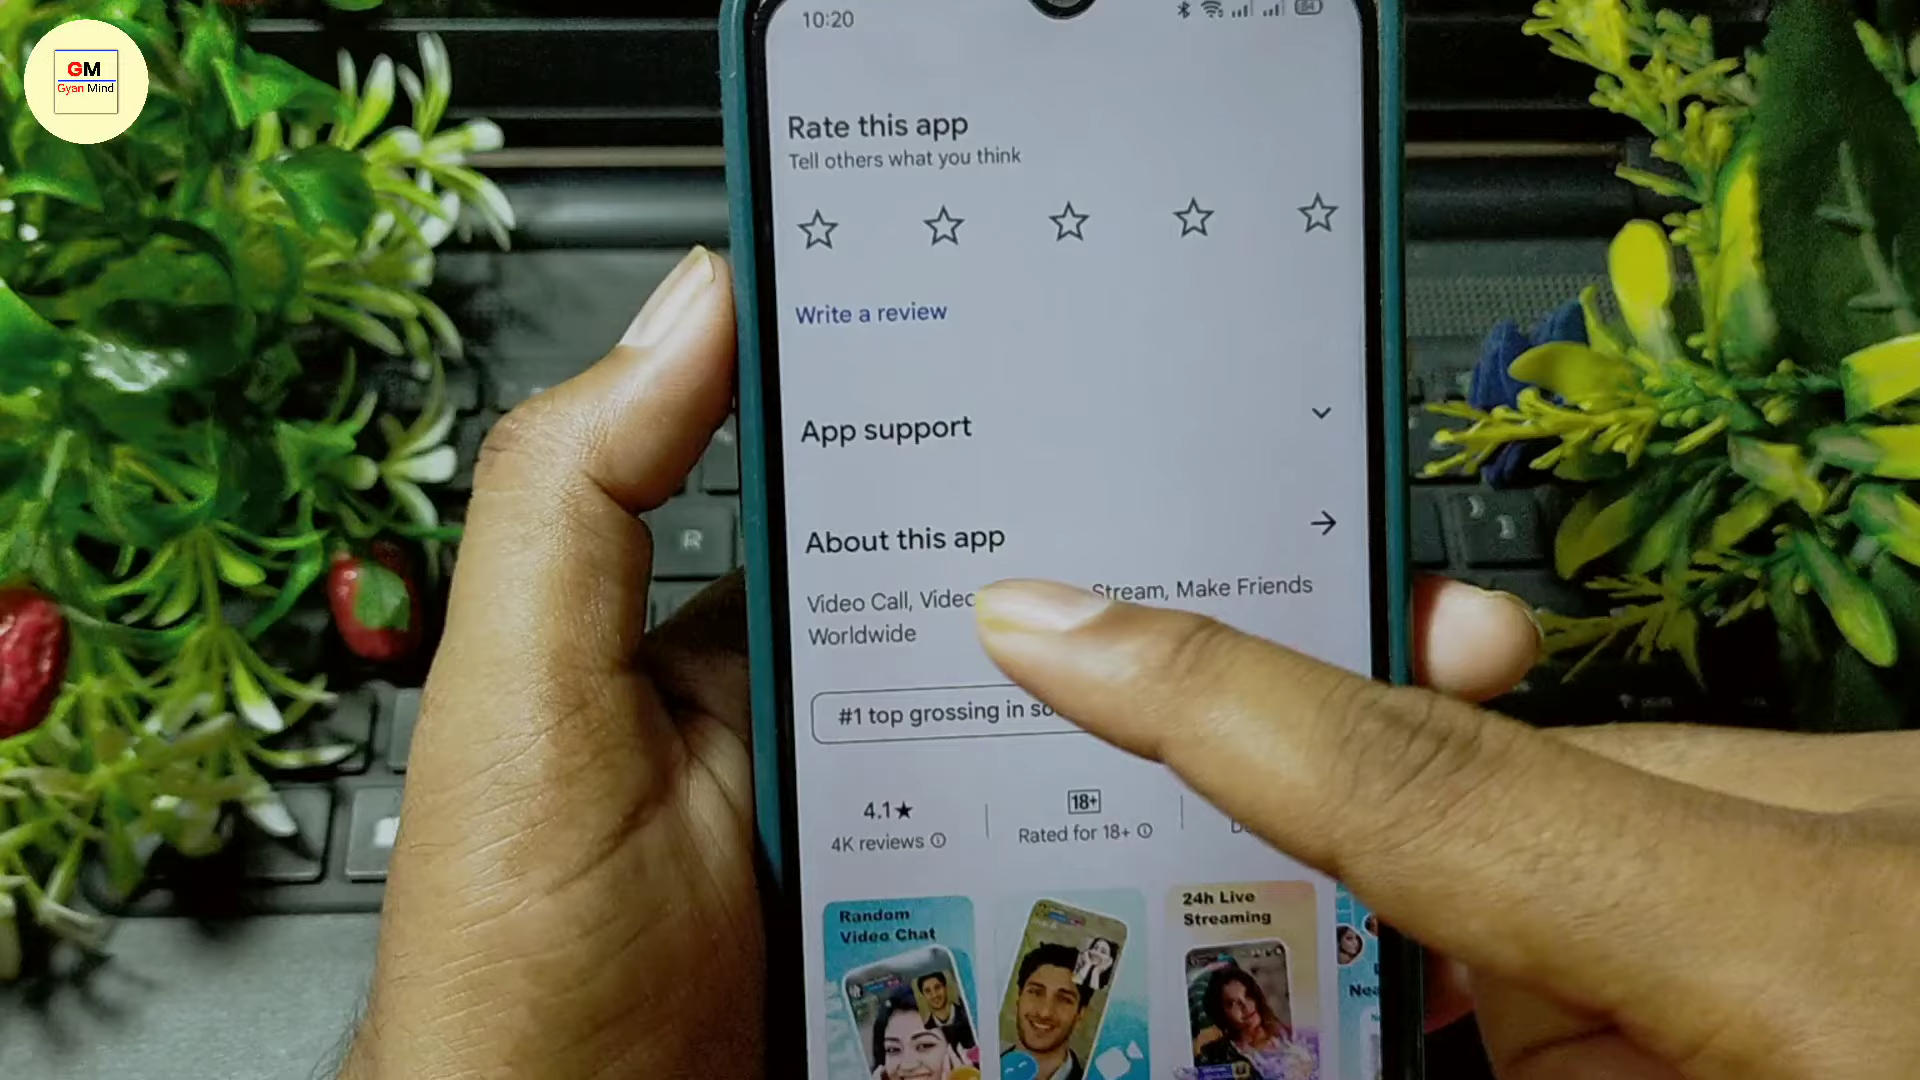 GM
Gyan Mind
10:20
84
Rate this app
Tell others what you think
Write a review
App support
About this app
Video Call, Video Stream, Make Friends
Worldwide
#1 top grossing in
4.1★
4K reviews
18+
Rated for 18+
Random
Video Chat
24h Live
Streaming
R